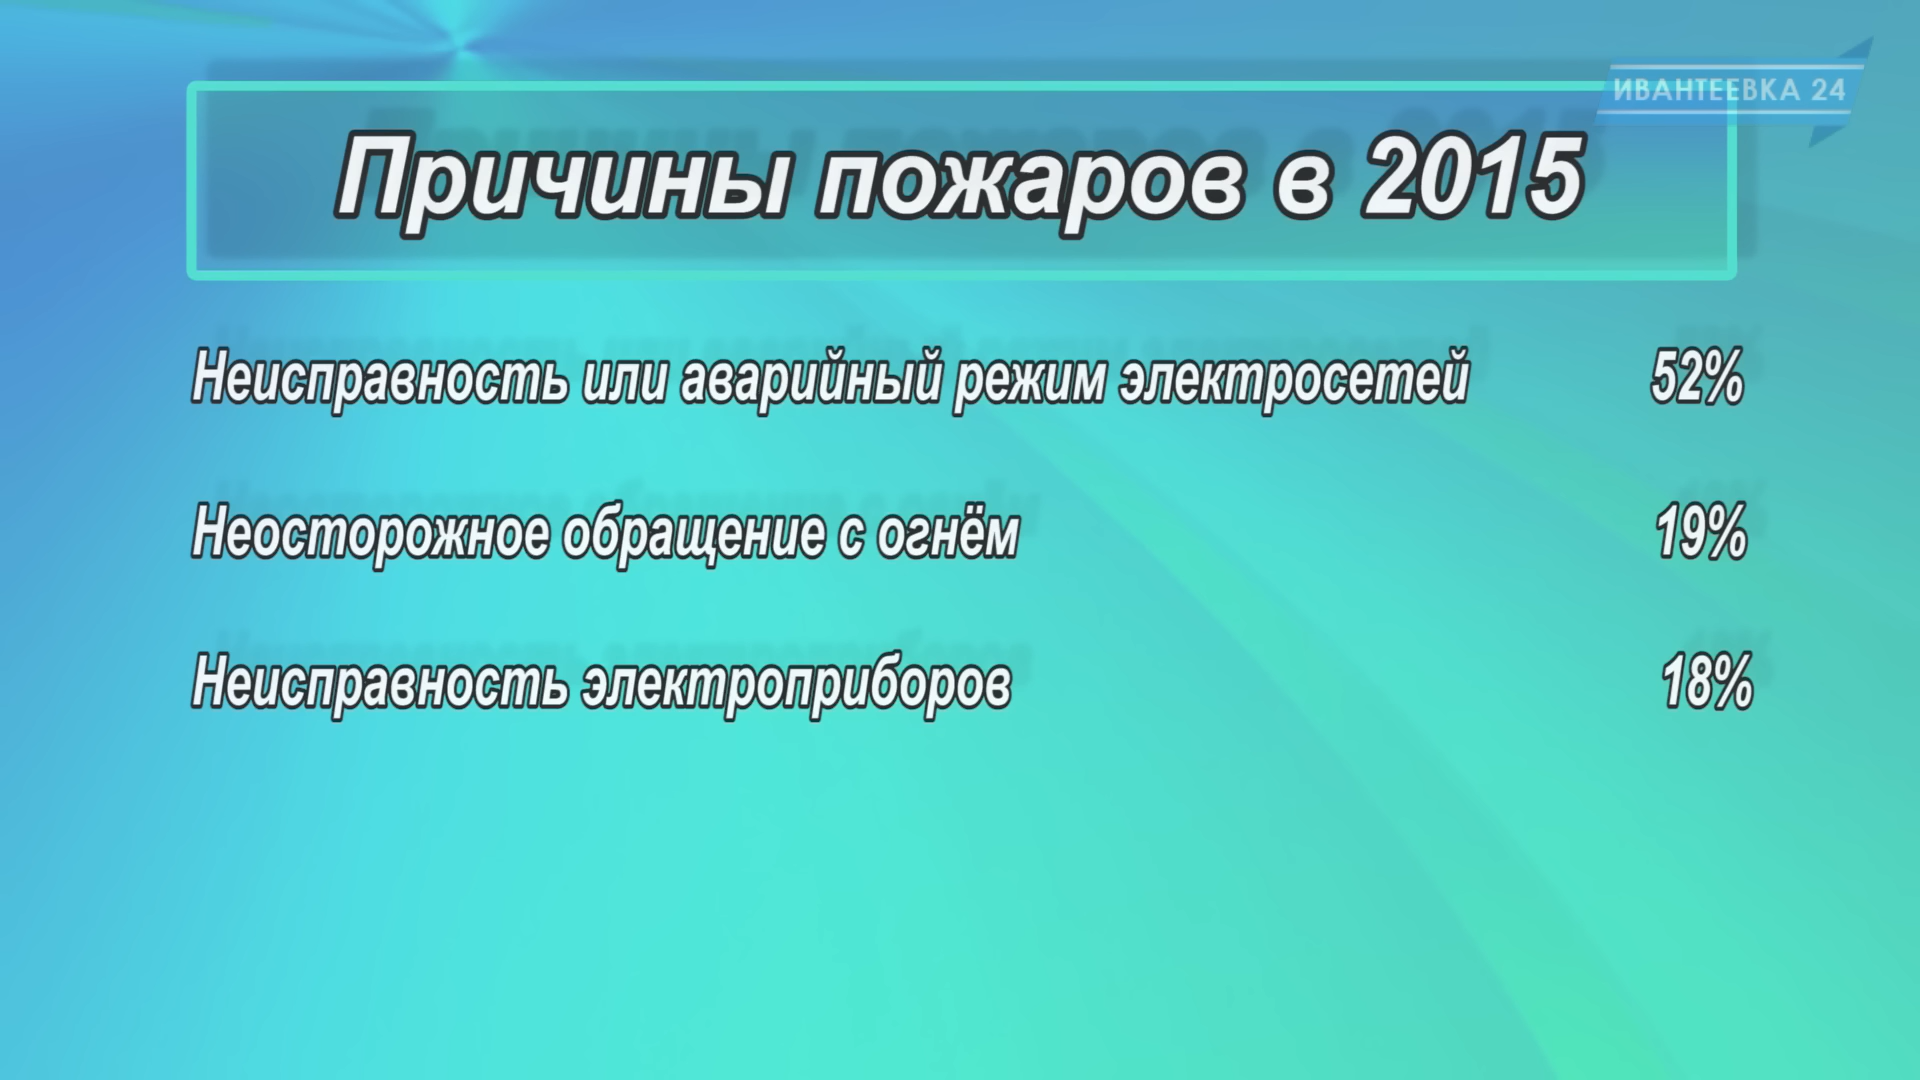 ИВАНТЕЕВКА 24
Причины пожаров в 2015
Неисправность или аварийный режим электросетей 52%
Неосторожное обращение с огнём 19%
Неисправность электроприборов 18%